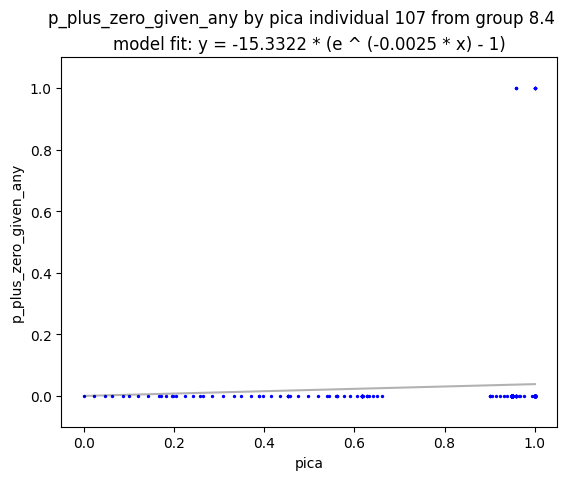 p_plus_zero_given_any by pica individual 107 from group 8.4
model fit: y = -15.3322 * (e ^ (-0.0025 * x) - 1)
p_plus_zero_given_any
1.0
0.8
0.6
0.4
0.2
0.0
0.0 0.2 0.4 0.6 0.8 1.0
pica